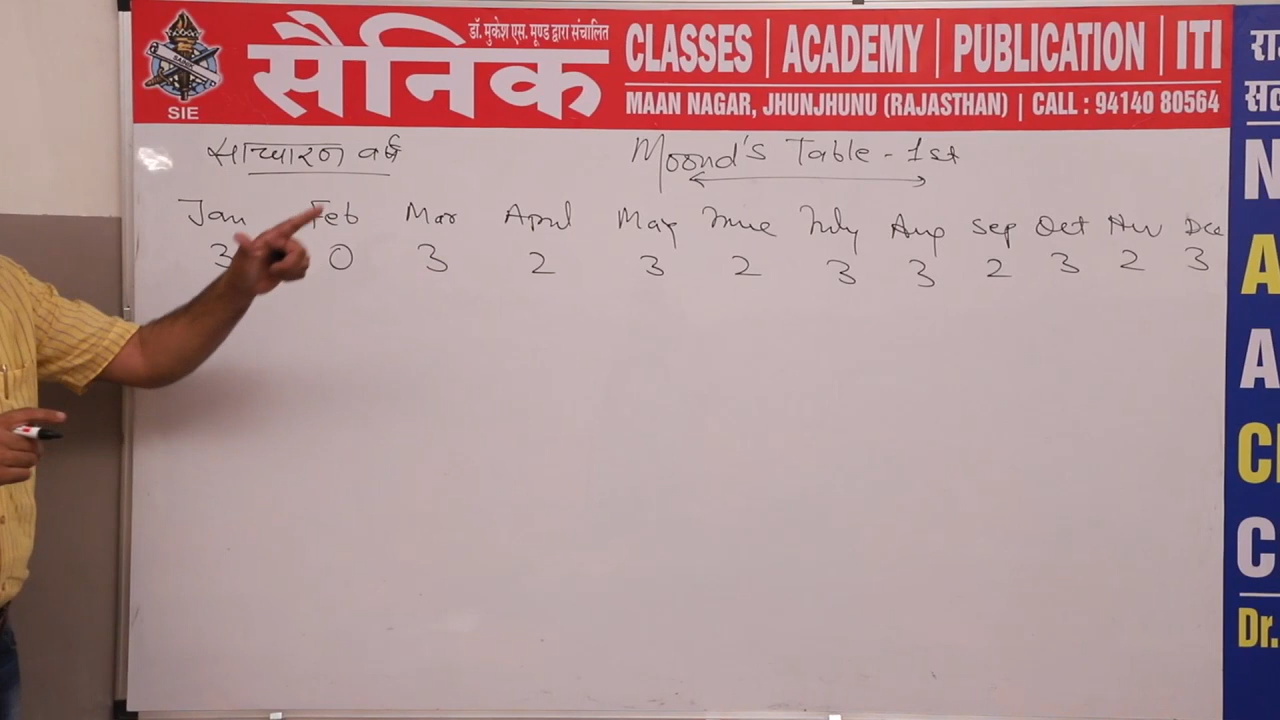 डॉ. मुकेश एस. मूण्ड द्वारा संचालित
सैनिक
CLASSES | ACADEMY | PUBLICATION | ITI
MAAN NAGAR, JHUNJHUNU (RAJASTHAN) | CALL : 94140 80564
SIE
साधारन वर्ष
Moond's Table - 1st
Jan Feb Mar April May June July Aug Sep Oct Nov Dec
3 0 3 2 3 2 3 3 2 3 2 3
N
A
A
C
Dr.